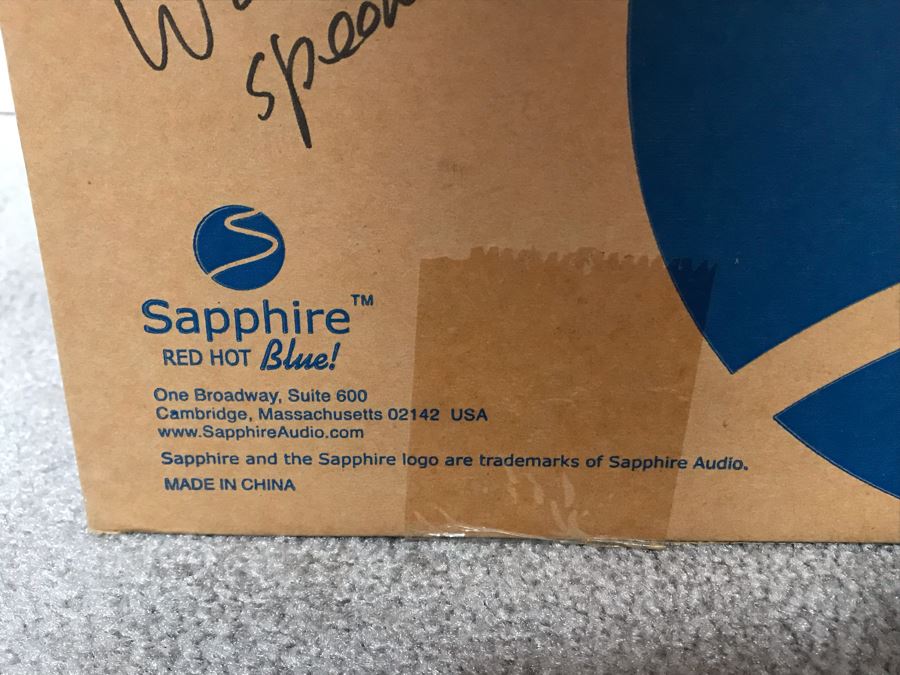 Sapphire™
RED HOT Blue!
One Broadway, Suite 600
Cambridge, Massachusetts 02142 USA
www.SapphireAudio.com
Sapphire and the Sapphire logo are trademarks of Sapphire Audio.
MADE IN CHINA